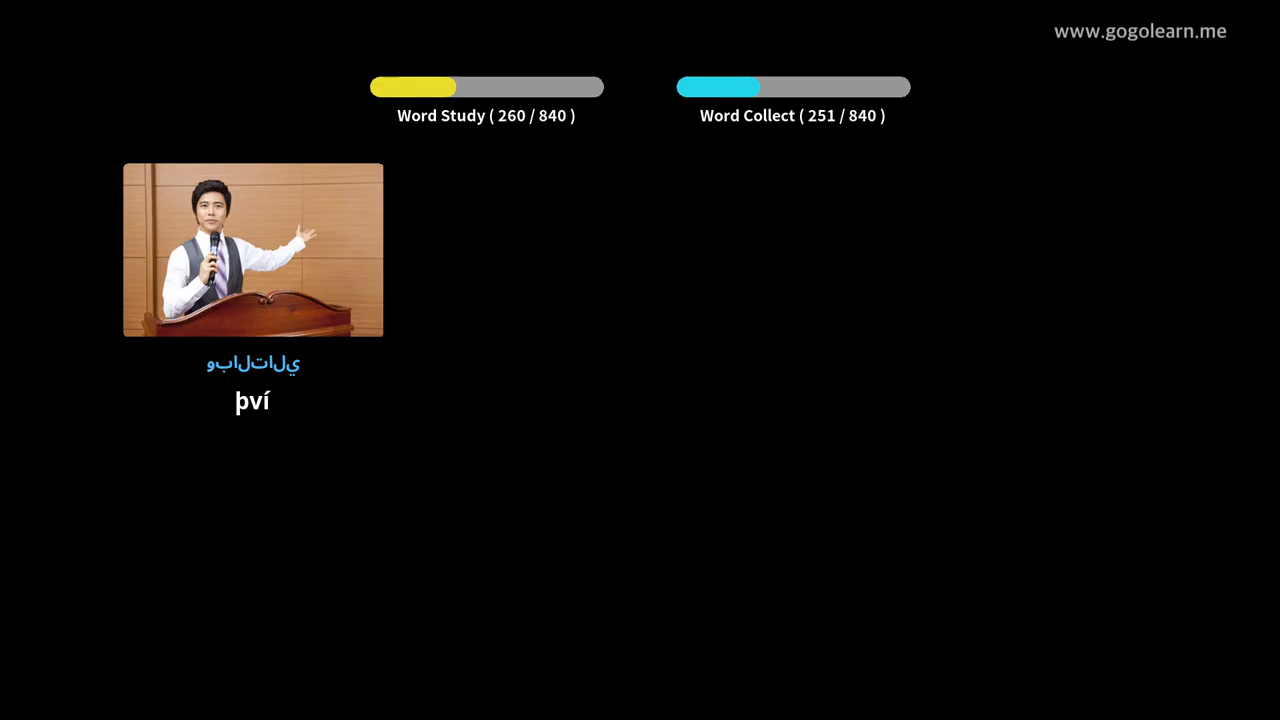 www.gogolearn.me
Word Study ( 260 / 840 )
Word Collect ( 251 / 840 )
وبالتالي
því